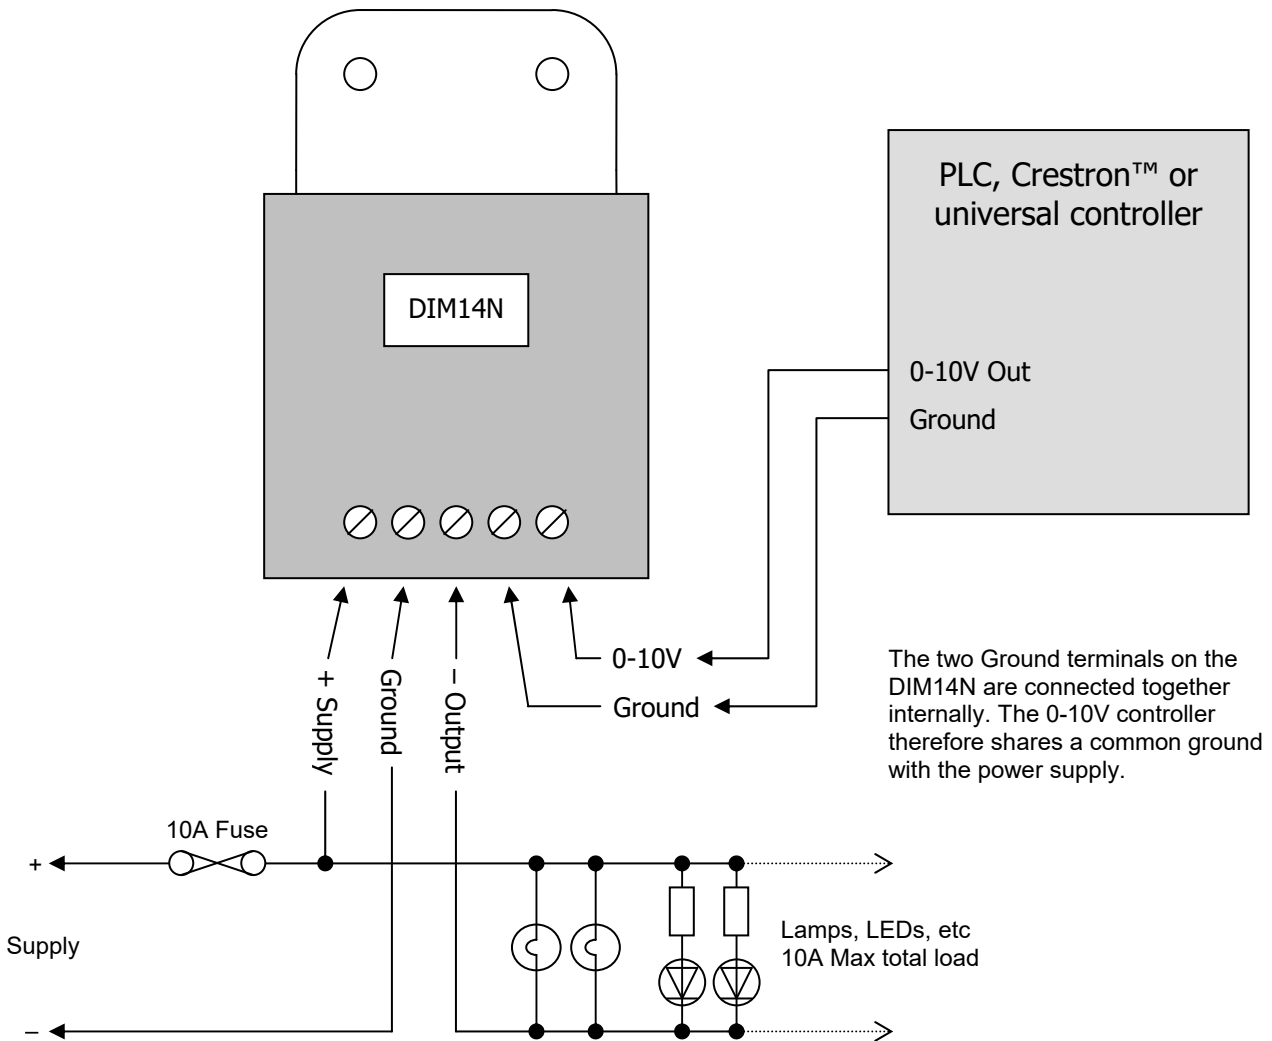 PLC, Crestron™ or
universal controller
DIM14N
0-10V Out
Ground
0-10V
Ground
+ Supply
Ground
– Output
The two Ground terminals on the
DIM14N are connected together
internally. The 0-10V controller
therefore shares a common ground
with the power supply.
10A Fuse
+
Supply
–
Lamps, LEDs, etc
10A Max total load